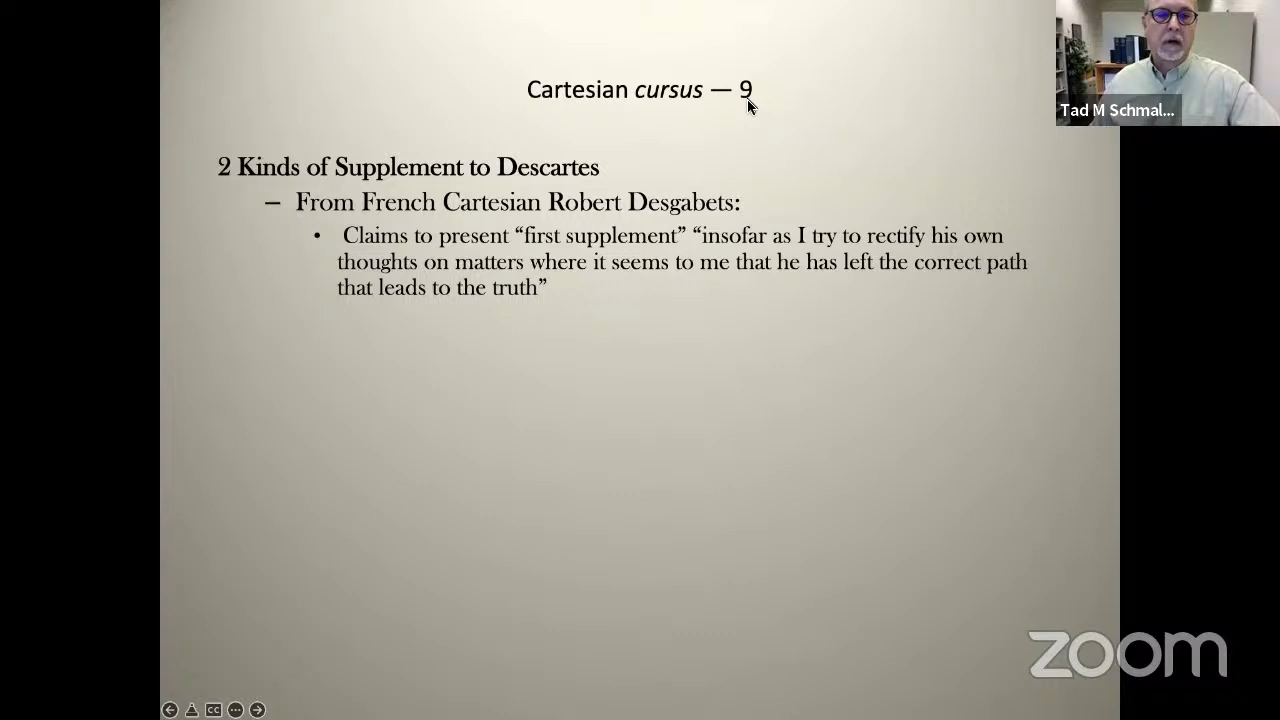 Cartesian cursus — 9
Tad M Schmal...
2 Kinds of Supplement to Descartes
– From French Cartesian Robert Desgabets:
• Claims to present “first supplement” “insofar as I try to rectify his own
thoughts on matters where it seems to me that he has left the correct path
that leads to the truth”
zoom
CC